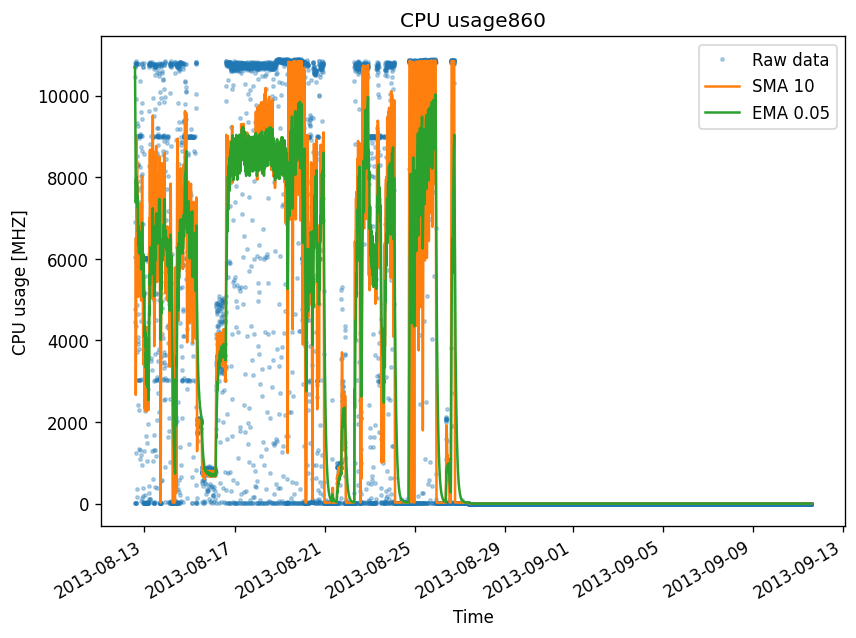 CPU usage860
Raw data
SMA 10
EMA 0.05
CPU usage [MHZ]
10000
8000
6000
4000
2000
0
2013-08-13
2013-08-17
2013-08-21
2013-08-25
2013-08-29
2013-09-01
2013-09-05
2013-09-09
2013-09-13
Time